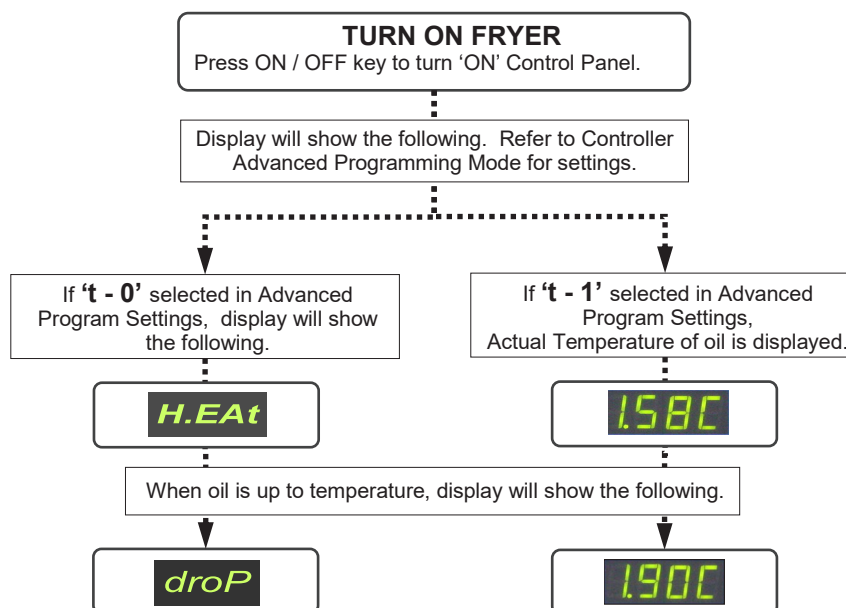 TURN ON FRYER
Press ON / OFF key to turn ‘ON’ Control Panel.
Display will show the following.  Refer to Controller
Advanced Programming Mode for settings.
If ‘t - 0’ selected in Advanced
Program Settings,  display will show
the following.
If ‘t - 1’ selected in Advanced
Program Settings,
Actual Temperature of oil is displayed.
H.EAt
1.58C
When oil is up to temperature, display will show the following.
droP
1.90C